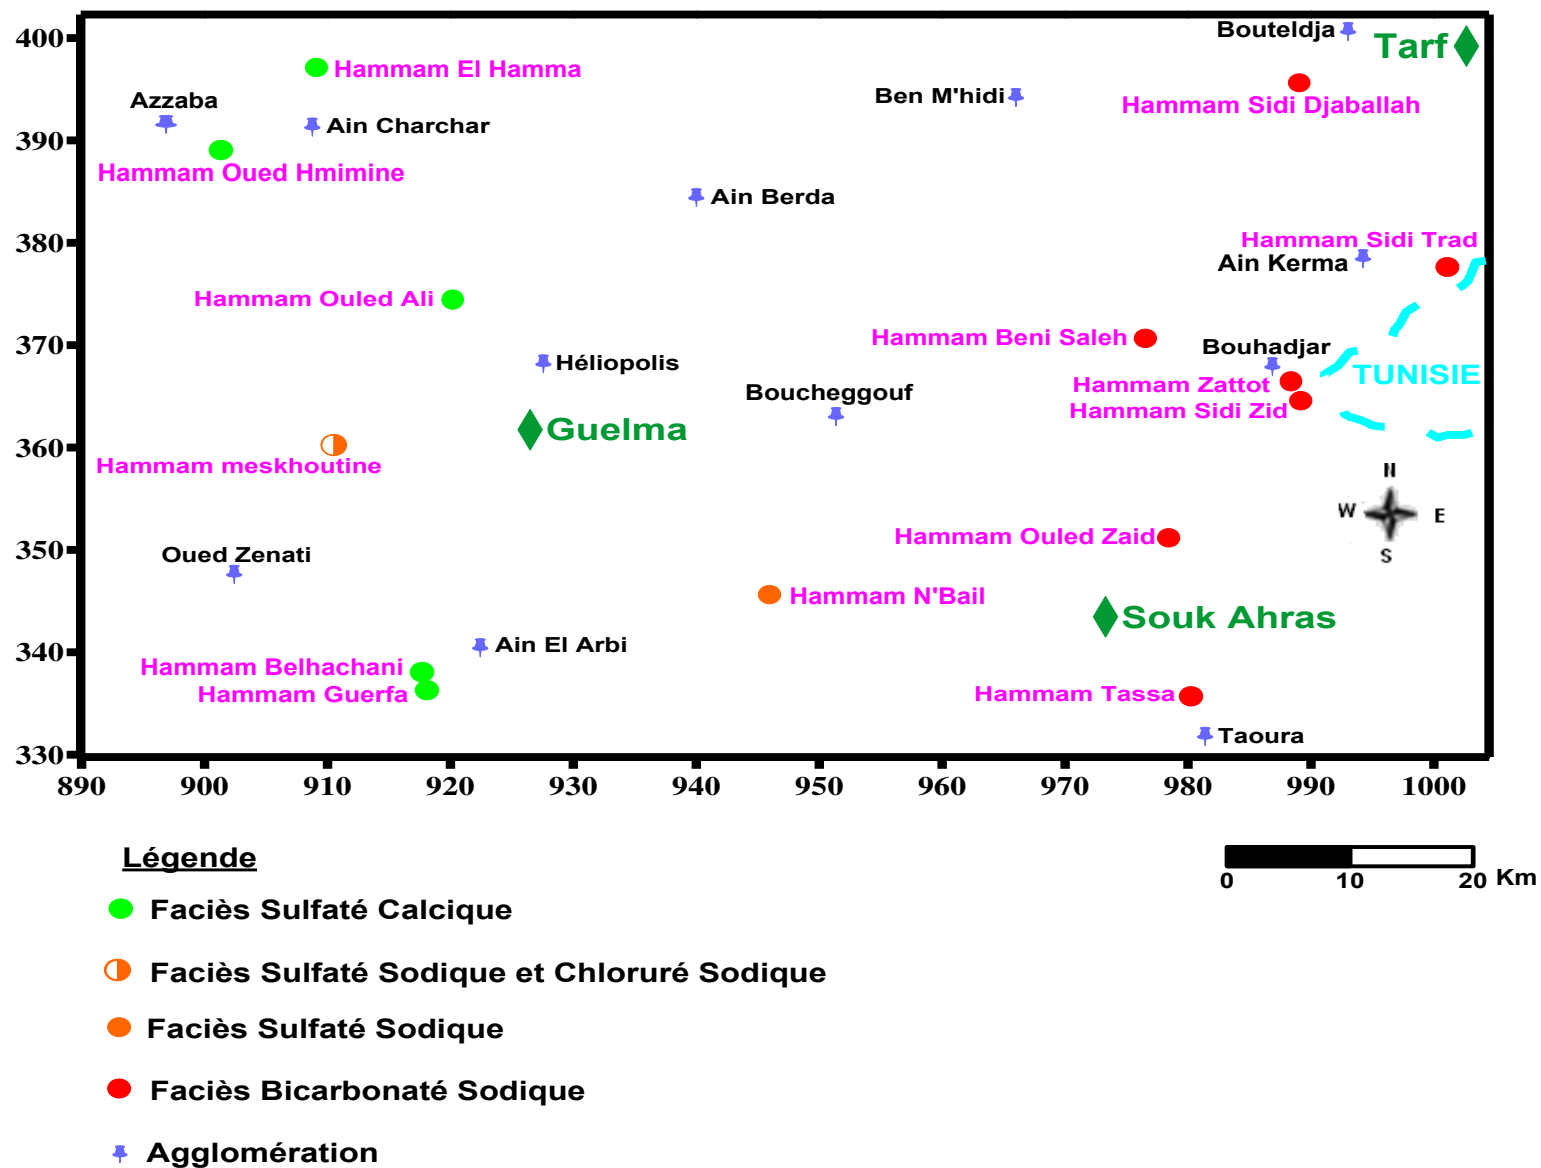 400
Bouteldja
Tarf
Hammam El Hamma
Hammam Sidi Djaballah
Azzaba
Ben M'hidi
Ain Charchar
390
Hammam Oued Hmimine
Ain Berda
380
Hammam Sidi Trad
Ain Kerma
Hammam Ouled Ali
370
Hammam Beni Saleh
Bouhadjar
Héliopolis
TUNISIE
Hammam Zattot
Boucheggouf
Hammam Sidi Zid
Guelma
360
Hammam meskhoutine
N
W
E
S
Hammam Ouled Zaid
350
Oued Zenati
Hammam N'Bail
Souk Ahras
340
Ain El Arbi
Hammam Belhachani
Hammam Guerfa
Hammam Tassa
Taoura
330
890 900 910 920 930 940 950 960 970 980 990 1000
Légende
0 10 20 Km
Faciès Sulfaté Calcique
Faciès Sulfaté Sodique et Chloruré Sodique
Faciès Sulfaté Sodique
Faciès Bicarbonaté Sodique
Agglomération